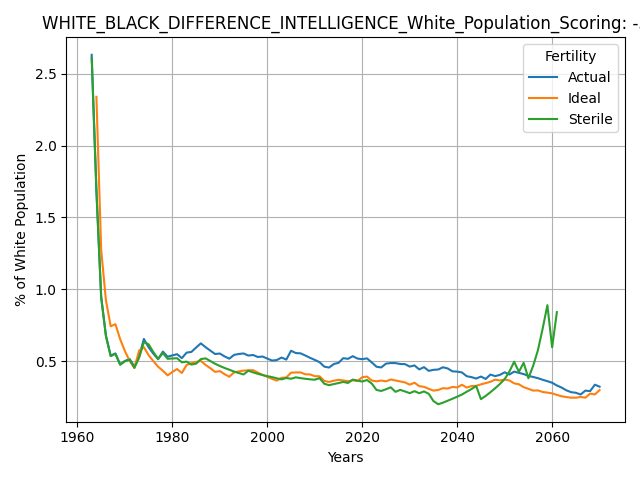 WHITE_BLACK_DIFFERENCE_INTELLIGENCE_White_Population_Scoring: -
Fertility
Actual
Ideal
Sterile
% of White Population
2.5
2.0
1.5
1.0
0.5
1960 1980 2000 2020 2040 2060
Years